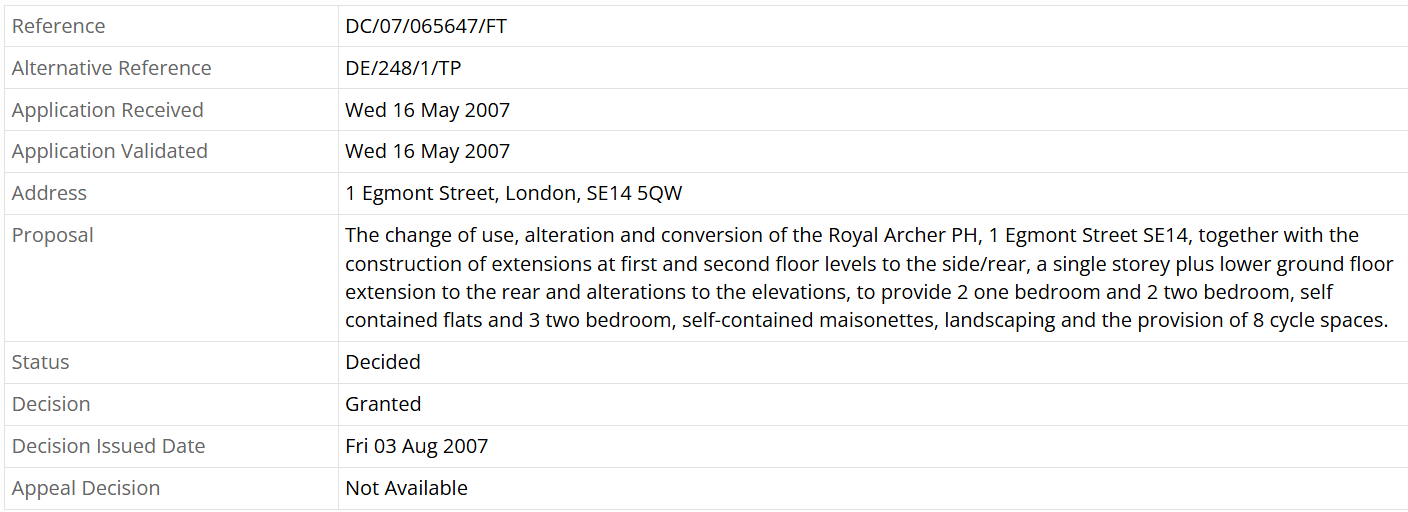 Reference DC/07/065647/FT
Alternative Reference DE/248/1/TP
Application Received Wed 16 May 2007
Application Validated Wed 16 May 2007
Address 1 Egmont Street, London, SE14 5QW
Proposal The change of use, alteration and conversion of the Royal Archer PH, 1 Egmont Street SE14, together with the
construction of extensions at first and second floor levels to the side/rear, a single storey plus lower ground floor
extension to the rear and alterations to the elevations, to provide 2 one bedroom and 2 two bedroom, self
contained flats and 3 two bedroom, self-contained maisonettes, landscaping and the provision of 8 cycle spaces.
Status Decided
Decision Granted
Decision Issued Date Fri 03 Aug 2007
Appeal Decision Not Available